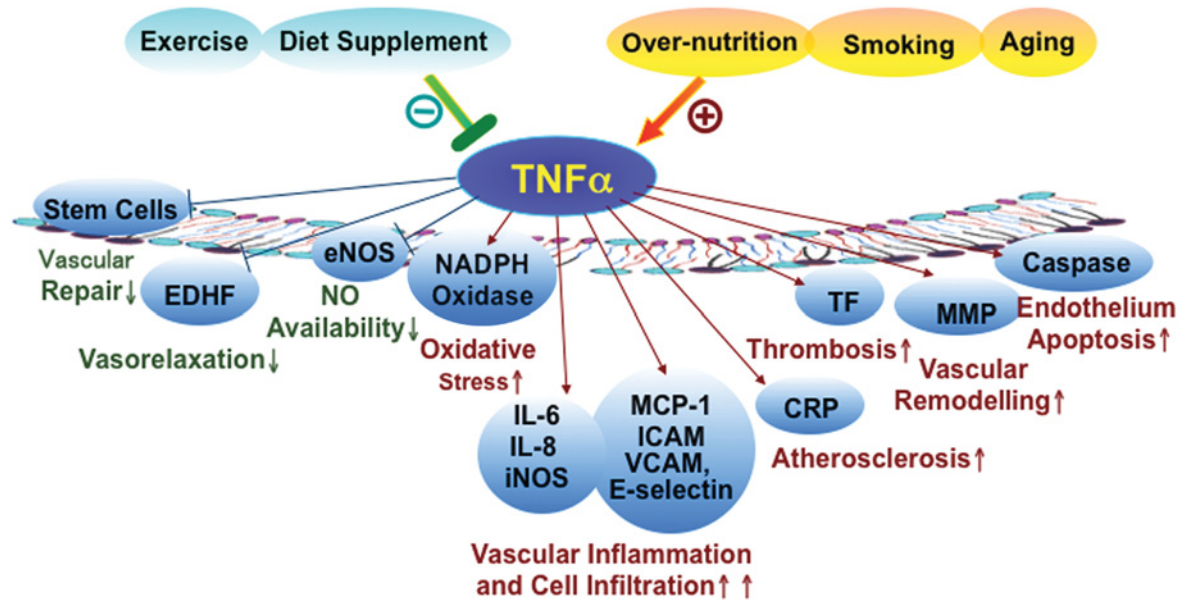 Exercise
Diet Supplement
Over-nutrition
Smoking
Aging
−
+
TNFα
Stem Cells
Vascular
Repair↓
EDHF
Vasorelaxation↓
eNOS
NO
Availability↓
NADPH
Oxidase
Oxidative
Stress↑
IL-6
IL-8
iNOS
MCP-1
ICAM
VCAM,
E-selectin
Vascular Inflammation
and Cell Infiltration↑ ↑
CRP
Atherosclerosis↑
TF
Thrombosis↑
MMP
Vascular
Remodelling↑
Caspase
Endothelium
Apoptosis↑